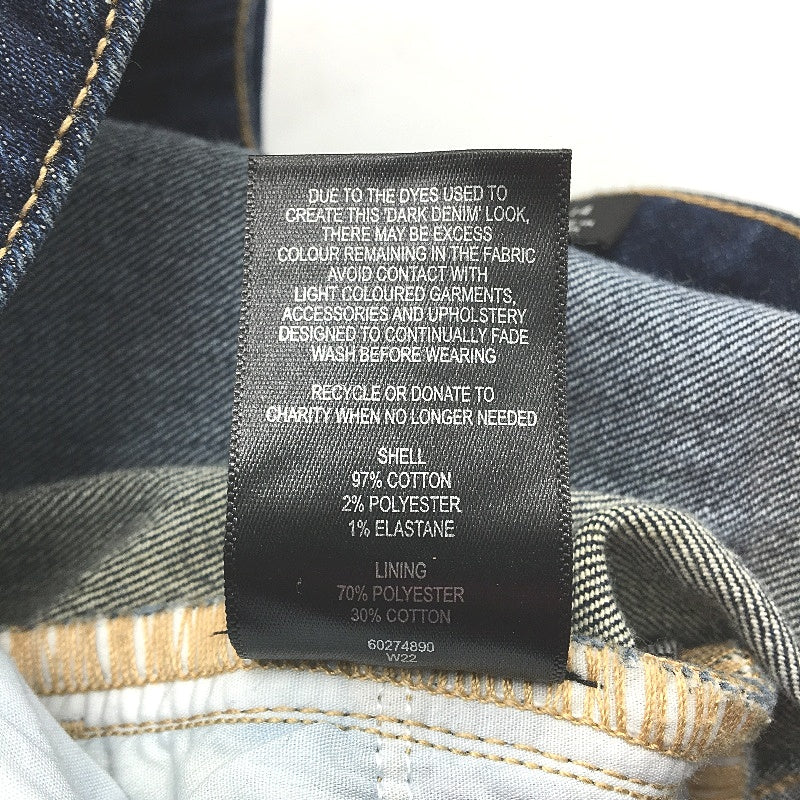 DUE TO THE DYES USED TO
CREATE THIS 'DARK DENIM' LOOK,
THERE MAY BE EXCESS
COLOUR REMAINING IN THE FABRIC
AVOID CONTACT WITH
LIGHT COLOURED GARMENTS,
ACCESSORIES AND UPHOLSTERY
DESIGNED TO CONTINUALLY FADE
WASH BEFORE WEARING
RECYCLE OR DONATE TO
CHARITY WHEN NO LONGER NEEDED
SHELL
97% COTTON
2% POLYESTER
1% ELASTANE
LINING
70% POLYESTER
30% COTTON
60274890
W22